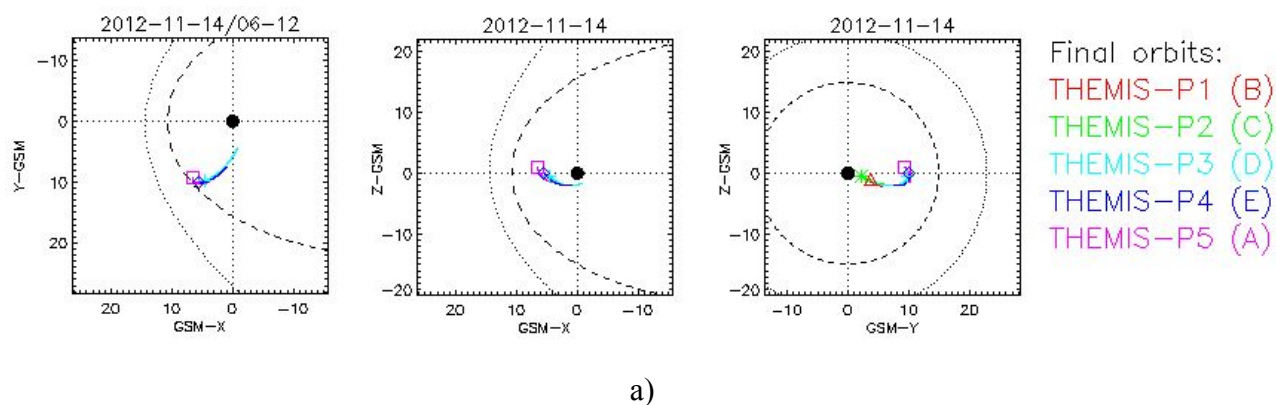 2012-11-14/06-12
-10
0
10
20
Y-GSM
20
10
0
-10
GSM-X
2012-11-14
20
10
0
-10
-20
Z-GSM
20
10
0
-10
GSM-X
2012-11-14
20
10
0
-10
-20
Z-GSM
-10
0
10
20
GSM-Y
Final orbits:
THEMIS-P1 (B)
THEMIS-P2 (C)
THEMIS-P3 (D)
THEMIS-P4 (E)
THEMIS-P5 (A)
a)